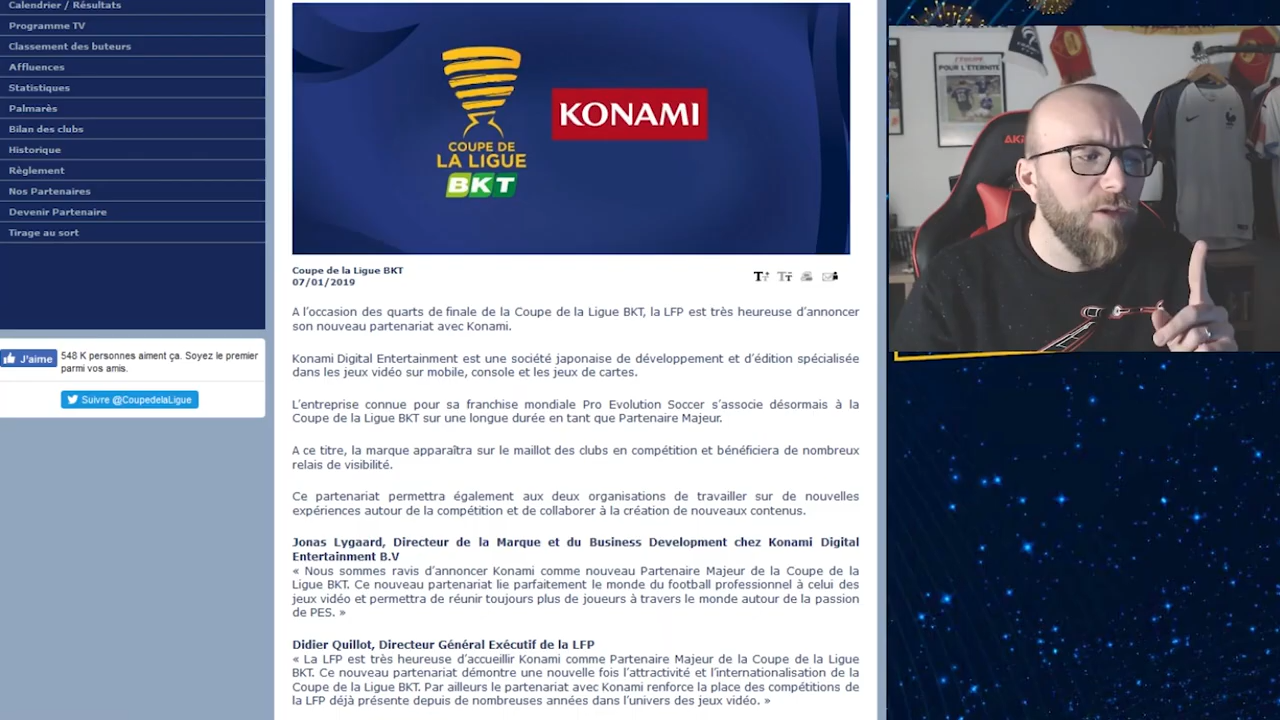 Calendrier / Résultats
Programme TV
Classement des buteurs
Affluences
Statistiques
Palmarès
Bilan des clubs
Historique
Règlement
Nos Partenaires
Devenir Partenaire
Tirage au sort
J'aime
548 K personnes aiment ça. Soyez le premier
parmi vos amis.
Suivre @CoupedelaLigue
COUPE DE
LA LIGUE
BKT
KONAMI
Coupe de la Ligue BKT
07/01/2019
A l'occasion des quarts de finale de la Coupe de la Ligue BKT, la LFP est très heureuse d'annoncer
son nouveau partenariat avec Konami.
Konami Digital Entertainment est une société japonaise de développement et d'édition spécialisée
dans les jeux vidéo sur mobile, console et les jeux de cartes.
L'entreprise connue pour sa franchise mondiale Pro Evolution Soccer s'associe désormais à la
Coupe de la Ligue BKT sur une longue durée en tant que Partenaire Majeur.
A ce titre, la marque apparaîtra sur le maillot des clubs en compétition et bénéficiera de nombreux
relais de visibilité.
Ce partenariat permettra également aux deux organisations de travailler sur de nouvelles
expériences autour de la compétition et de collaborer à la création de nouveaux contenus.
Jonas Lygaard, Directeur de la Marque et du Business Development chez Konami Digital
Entertainment B.V
« Nous sommes ravis d'annoncer Konami comme nouveau Partenaire Majeur de la Coupe de la
Ligue BKT. Ce nouveau partenariat lie parfaitement le monde du football professionnel à celui des
jeux vidéo et permettra de réunir toujours plus de joueurs à travers le monde autour de la passion
de PES. »
Didier Quillot, Directeur Général Exécutif de la LFP
« La LFP est très heureuse d'accueillir Konami comme Partenaire Majeur de la Coupe de la Ligue
BKT. Ce nouveau partenariat démontre une nouvelle fois l'attractivité et l'internationalisation de la
Coupe de la Ligue BKT. Par ailleurs le partenariat avec Konami renforce la place des compétitions de
la LFP déjà présente depuis de nombreuses années dans l'univers des jeux vidéo. »
L'ÉQUIPE
POUR L'ÉTERNITÉ